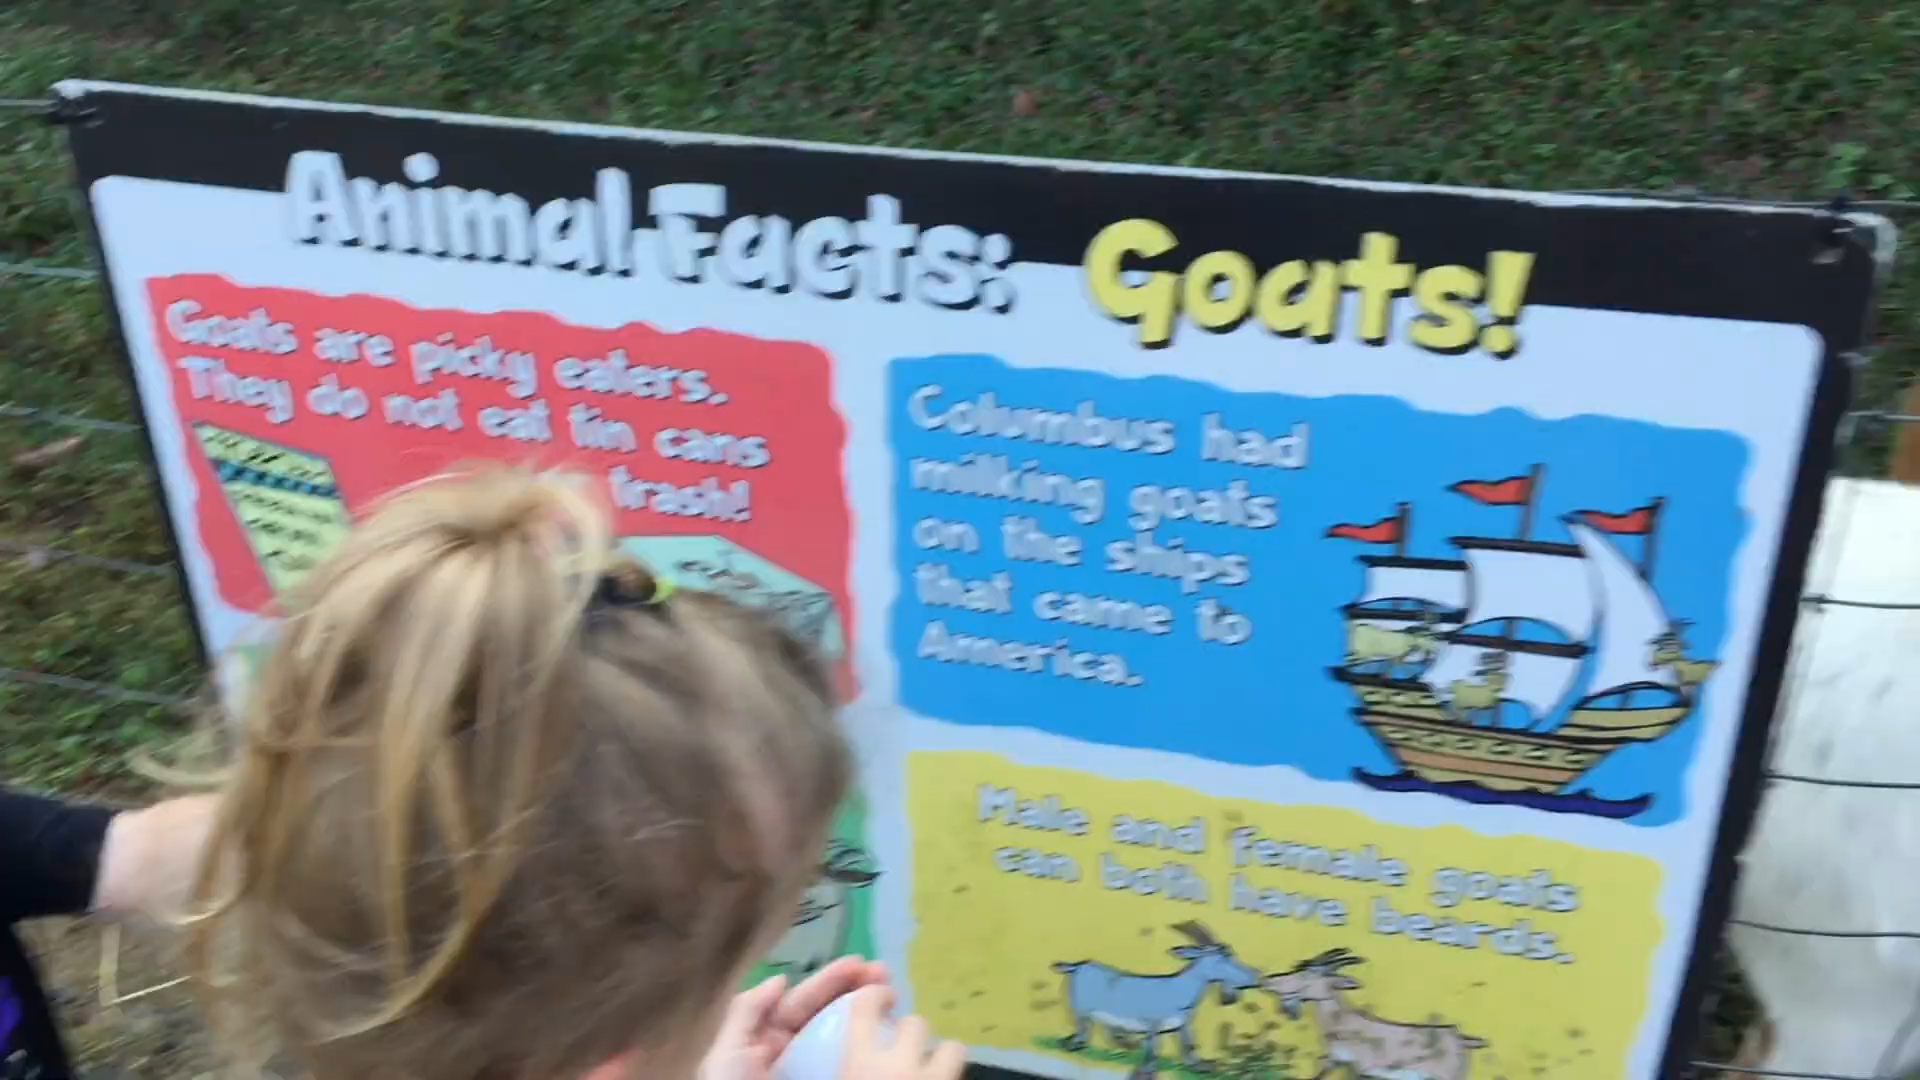 Animal Facts: Goats!
Goats are picky eaters.
They do not eat tin cans
trash!
Columbus had
milking goats
on the ships
that came to
America.
Male and female goats
can both have beards.